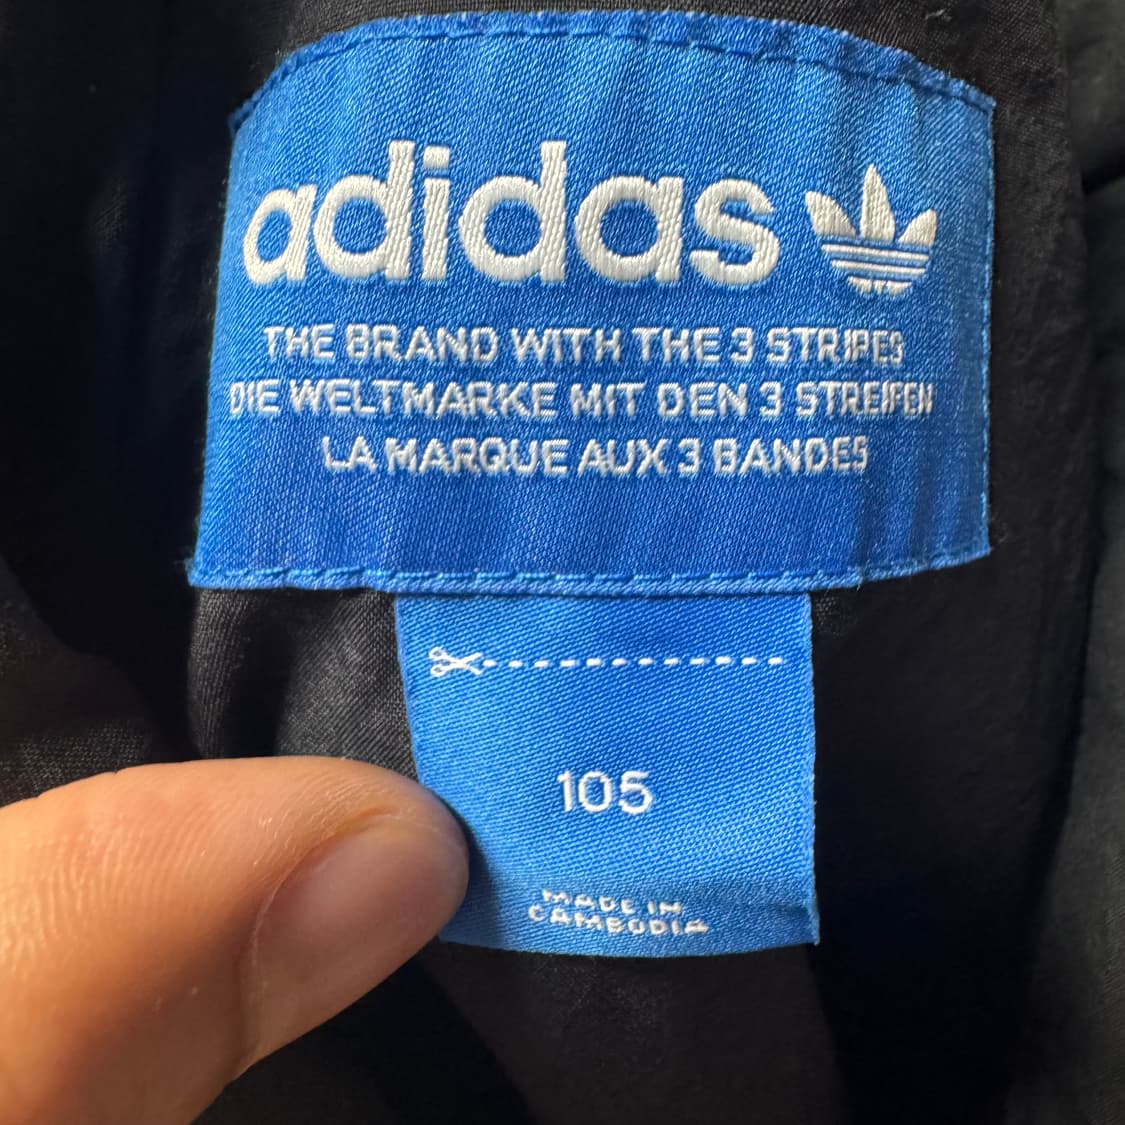 adidas
THE BRAND WITH THE 3 STRIPES
DIE WELTMARKE MIT DEN 3 STREIFEN
LA MARQUE AUX 3 BANDES
105
MADE IN
CAMBODIA